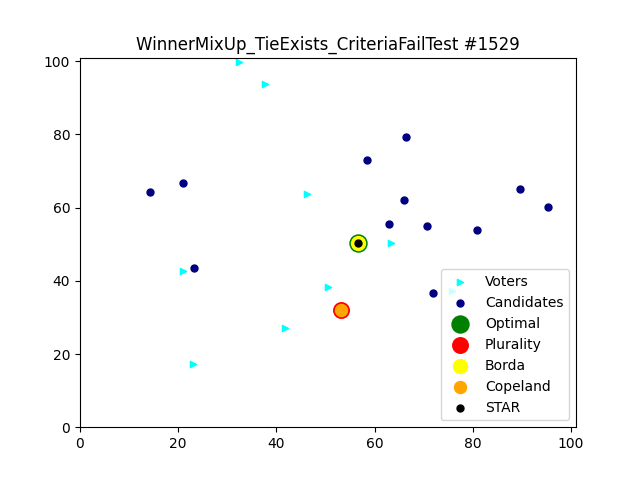 WinnerMixUp_TieExists_CriteriaFailTest #1529
100
80
60
40
20
0
0 20 40 60 80 100
Voters
Candidates
Optimal
Plurality
Borda
Copeland
STAR